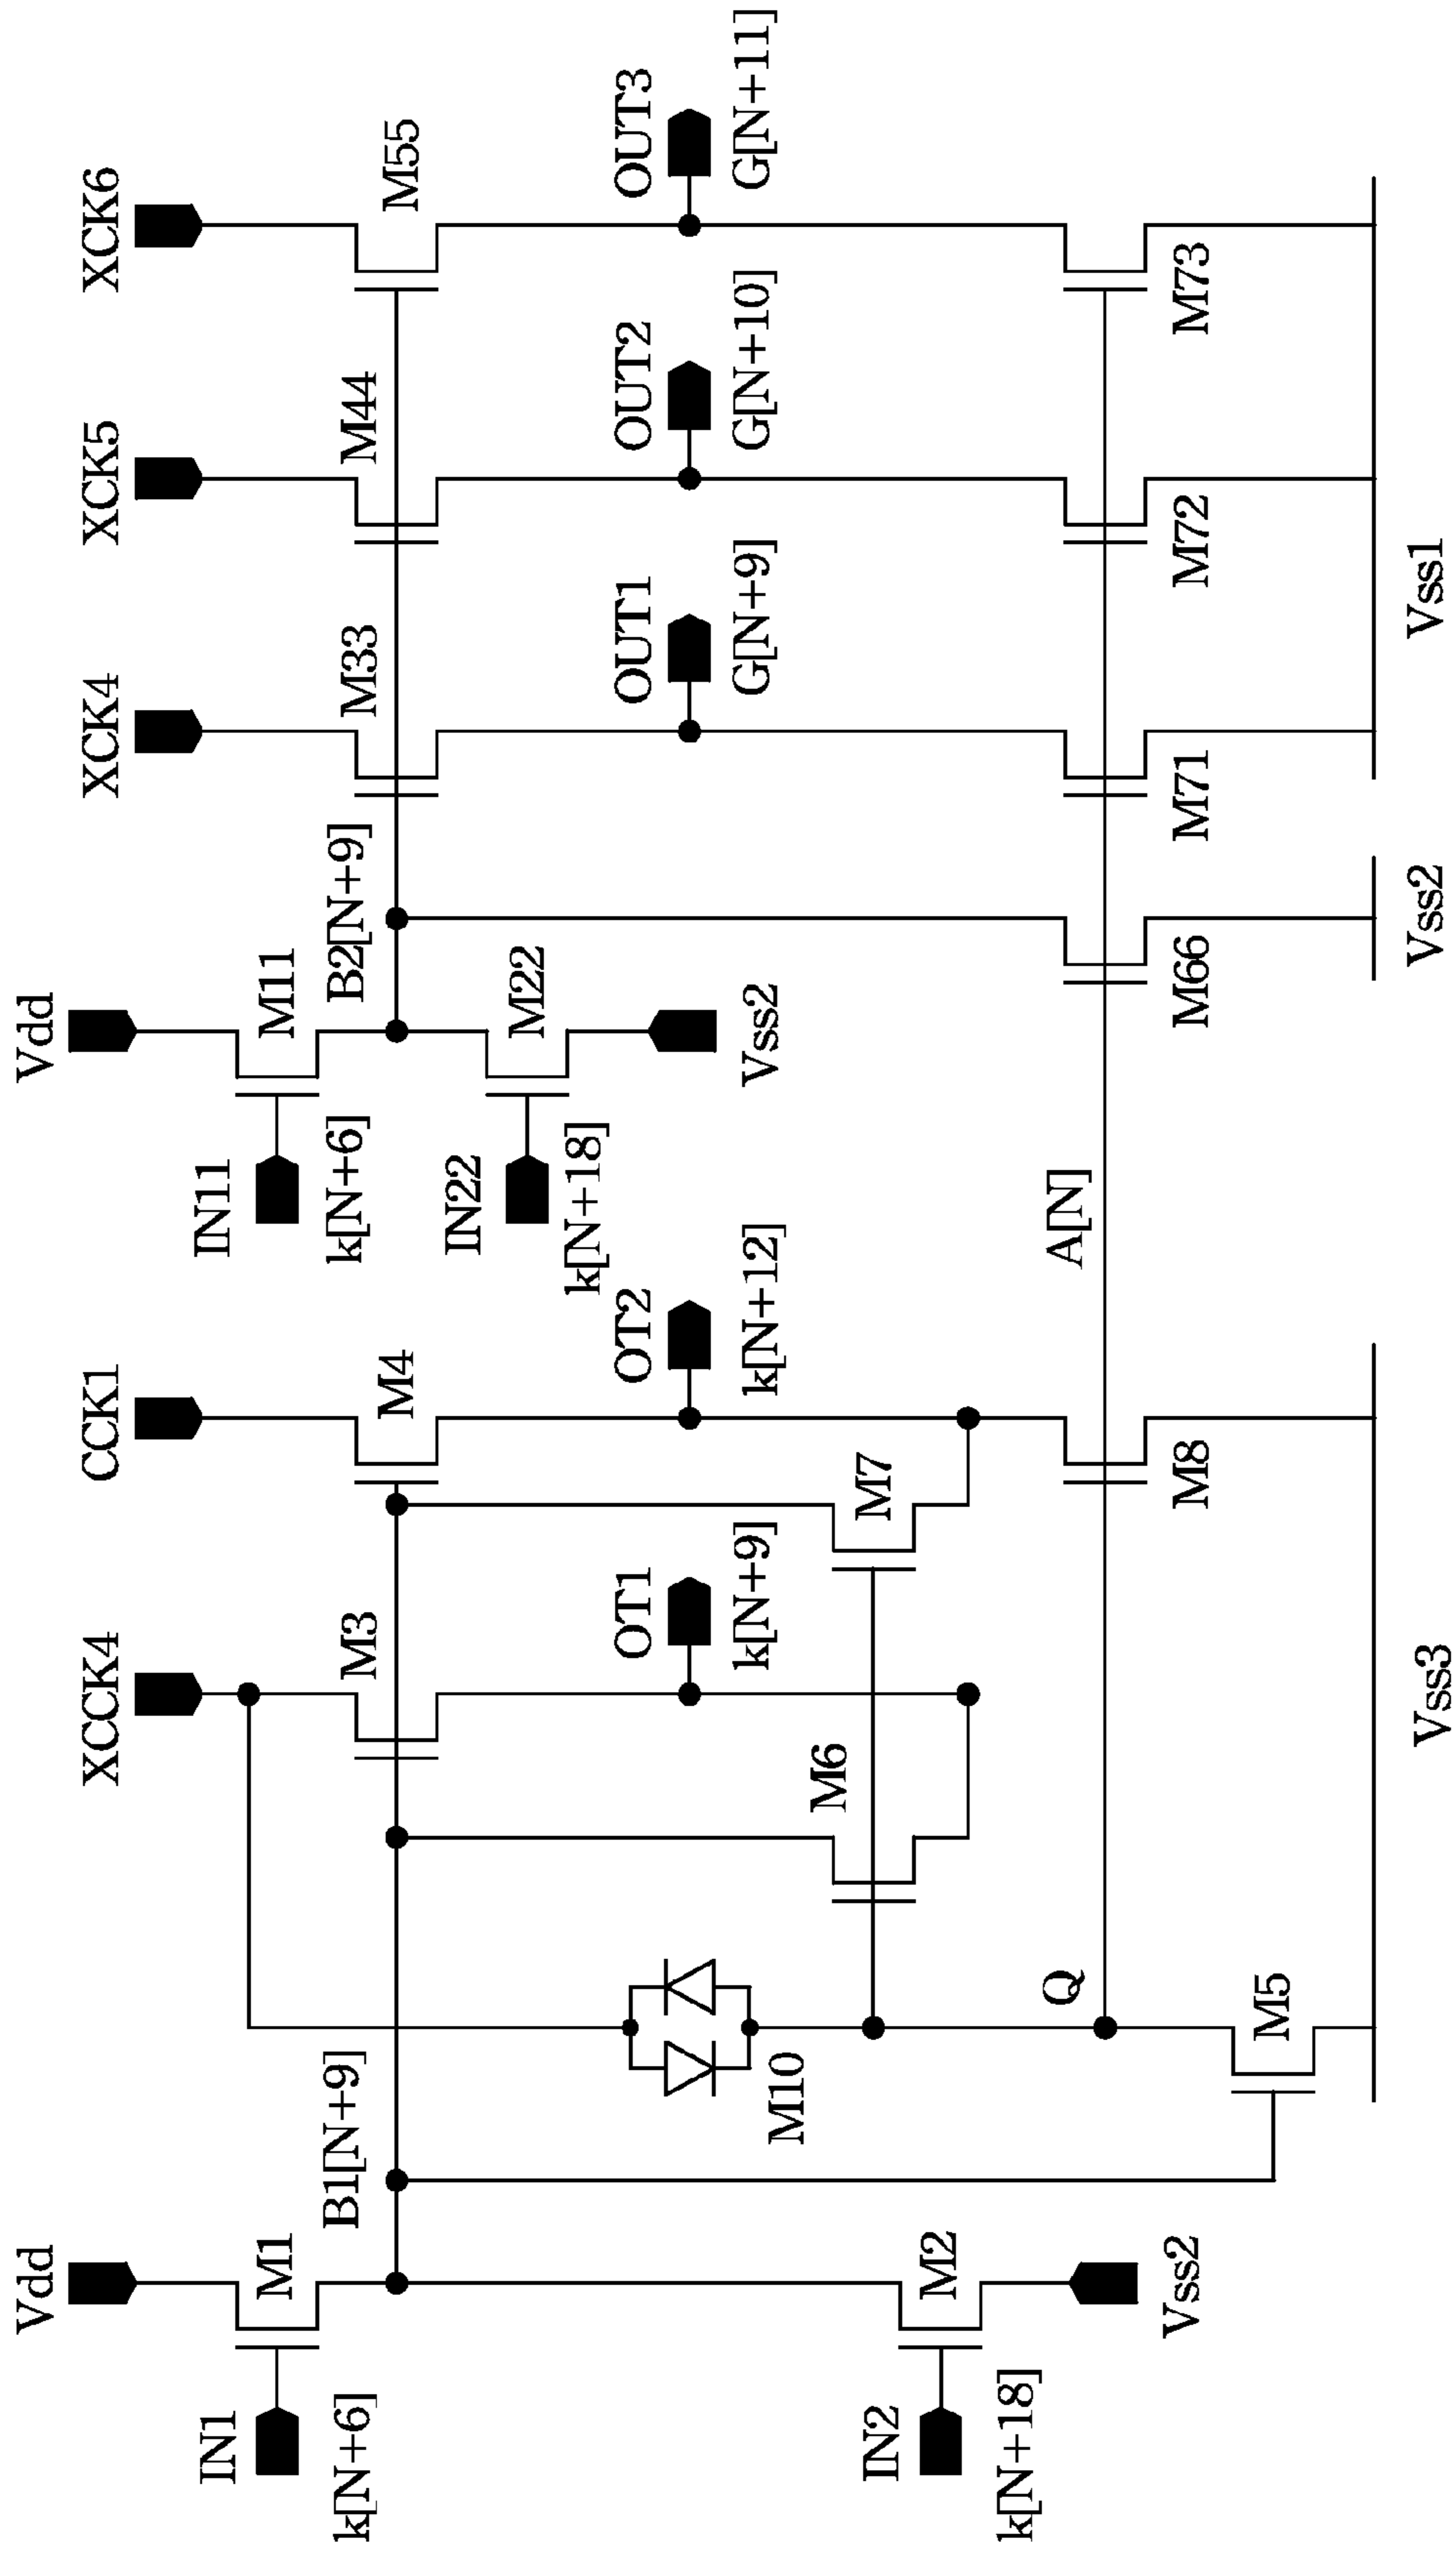 Vdd
Vdd
XCCK4
CCK1
XCK4
XCK5
XCK6
IN1
M1
k[N+6]
B1[N+9]
M3
M4
IN11
M11
k[N+6]
B2[N+9]
M33
M44
M55
IN22
M22
k[N+18]
Vss2
OT1
k[N+9]
OT2
k[N+12]
OUT1
G[N+9]
OUT2
G[N+10]
OUT3
G[N+11]
M10
M6
M7
IN2
M2
k[N+18]
Vss2
Q
A[N]
M5
M8
M66
M71
M72
M73
Vss3
Vss2
Vss1